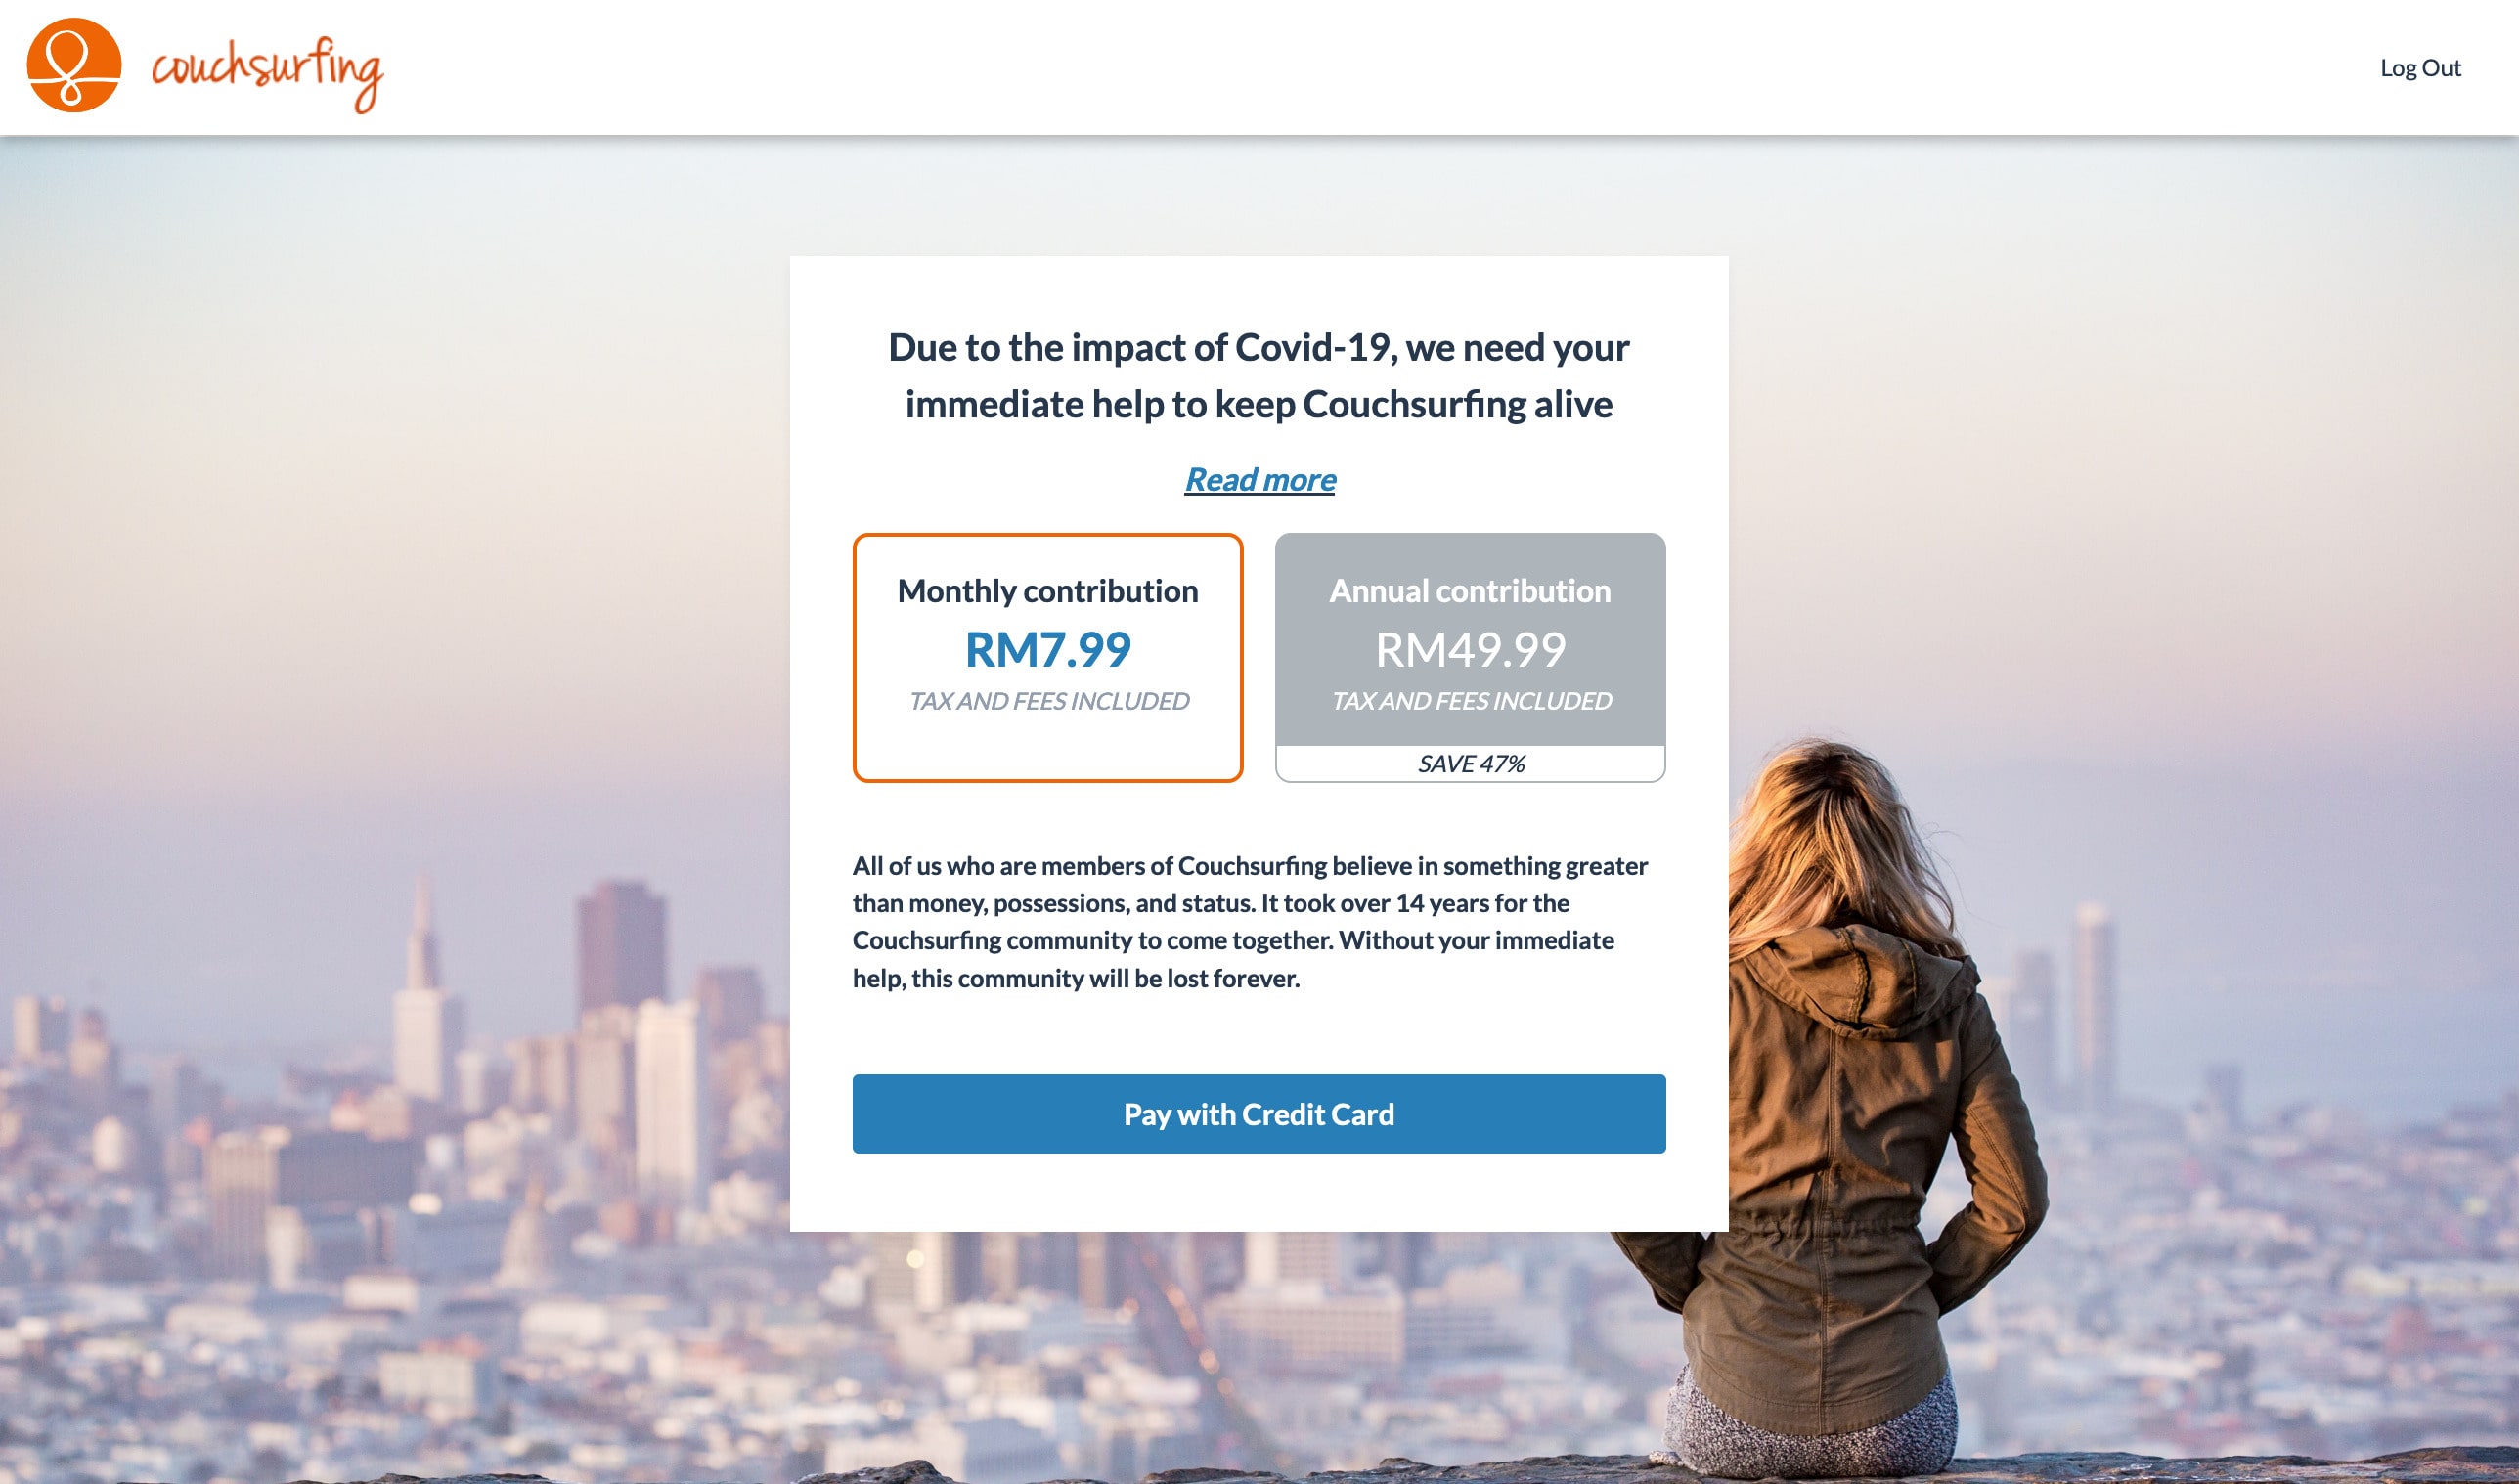 couchsurfing
Log Out
Due to the impact of Covid-19, we need your
immediate help to keep Couchsurfing alive
Read more
Monthly contribution
RM7.99
TAX AND FEES INCLUDED
Annual contribution
RM49.99
TAX AND FEES INCLUDED
SAVE 47%
All of us who are members of Couchsurfing believe in something greater
than money, possessions, and status. It took over 14 years for the
Couchsurfing community to come together. Without your immediate
help, this community will be lost forever.
Pay with Credit Card